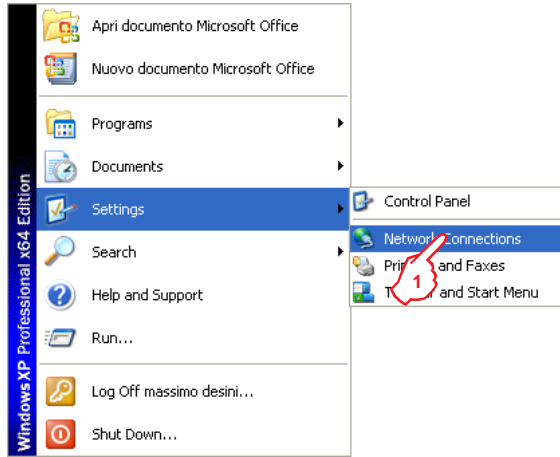 Apri documento Microsoft Office
Nuovo documento Microsoft Office
Programs
Documents
Settings
Search
Help and Support
Run...
Log Off massimo desini...
Shut Down...
Windows XP Professional x64 Edition
Control Panel
Network Connections
and Faxes
and Start Menu
1